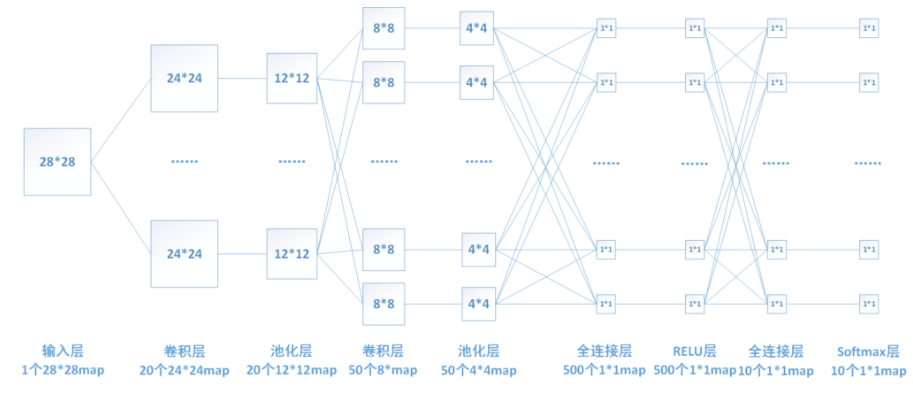 8*8
4*4
1*1
1*1
1*1
1*1
24*24
12*12
8*8
4*4
1*1
1*1
1*1
1*1
28*28
......
......
......
......
......
......
......
......
24*24
12*12
8*8
4*4
1*1
1*1
1*1
1*1
8*8
4*4
1*1
1*1
1*1
1*1
输入层
1个28*28map
卷积层
20个24*24map
池化层
20个12*12map
卷积层
50个8*map
池化层
50个4*4map
全连接层
500个1*1map
RELU层
500个1*1map
全连接层
10个1*1map
Softmax层
10个1*1map